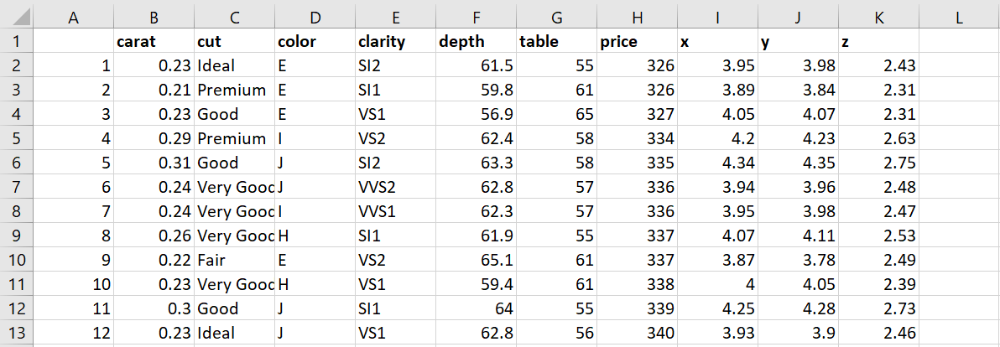 A B C D E F G H I J K L
1 carat cut color clarity depth table price x y z
2 1 0.23 Ideal E SI2 61.5 55 326 3.95 3.98 2.43
3 2 0.21 Premium E SI1 59.8 61 326 3.89 3.84 2.31
4 3 0.23 Good E VS1 56.9 65 327 4.05 4.07 2.31
5 4 0.29 Premium I VS2 62.4 58 334 4.2 4.23 2.63
6 5 0.31 Good J SI2 63.3 58 335 4.34 4.35 2.75
7 6 0.24 Very Good J VVS2 62.8 57 336 3.94 3.96 2.48
8 7 0.24 Very Good I VVS1 62.3 57 336 3.95 3.98 2.47
9 8 0.26 Very Good H SI1 61.9 55 337 4.07 4.11 2.53
10 9 0.22 Fair E VS2 65.1 61 337 3.87 3.78 2.49
11 10 0.23 Very Good H VS1 59.4 61 338 4 4.05 2.39
12 11 0.3 Good J SI1 64 55 339 4.25 4.28 2.73
13 12 0.23 Ideal J VS1 62.8 56 340 3.93 3.9 2.46